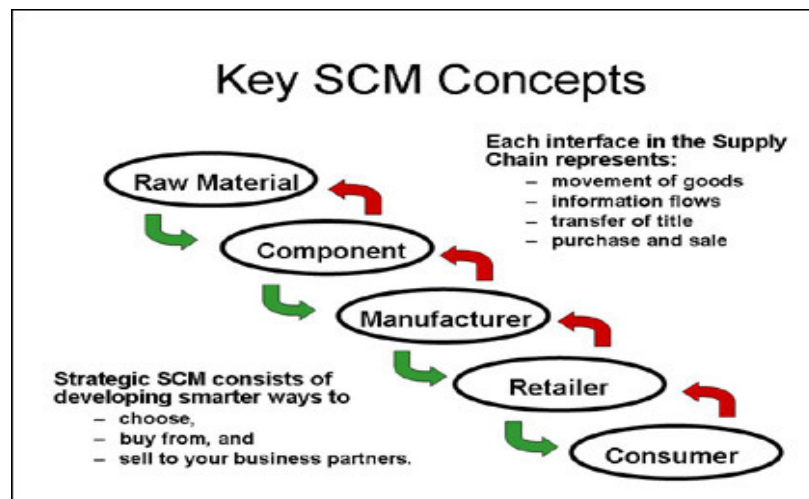 Key SCM Concepts
Each interface in the Supply
Chain represents:
– movement of goods
– information flows
– transfer of title
– purchase and sale
Raw Material
Component
Manufacturer
Retailer
Consumer
Strategic SCM consists of
developing smarter ways to
– choose,
– buy from, and
– sell to your business partners.